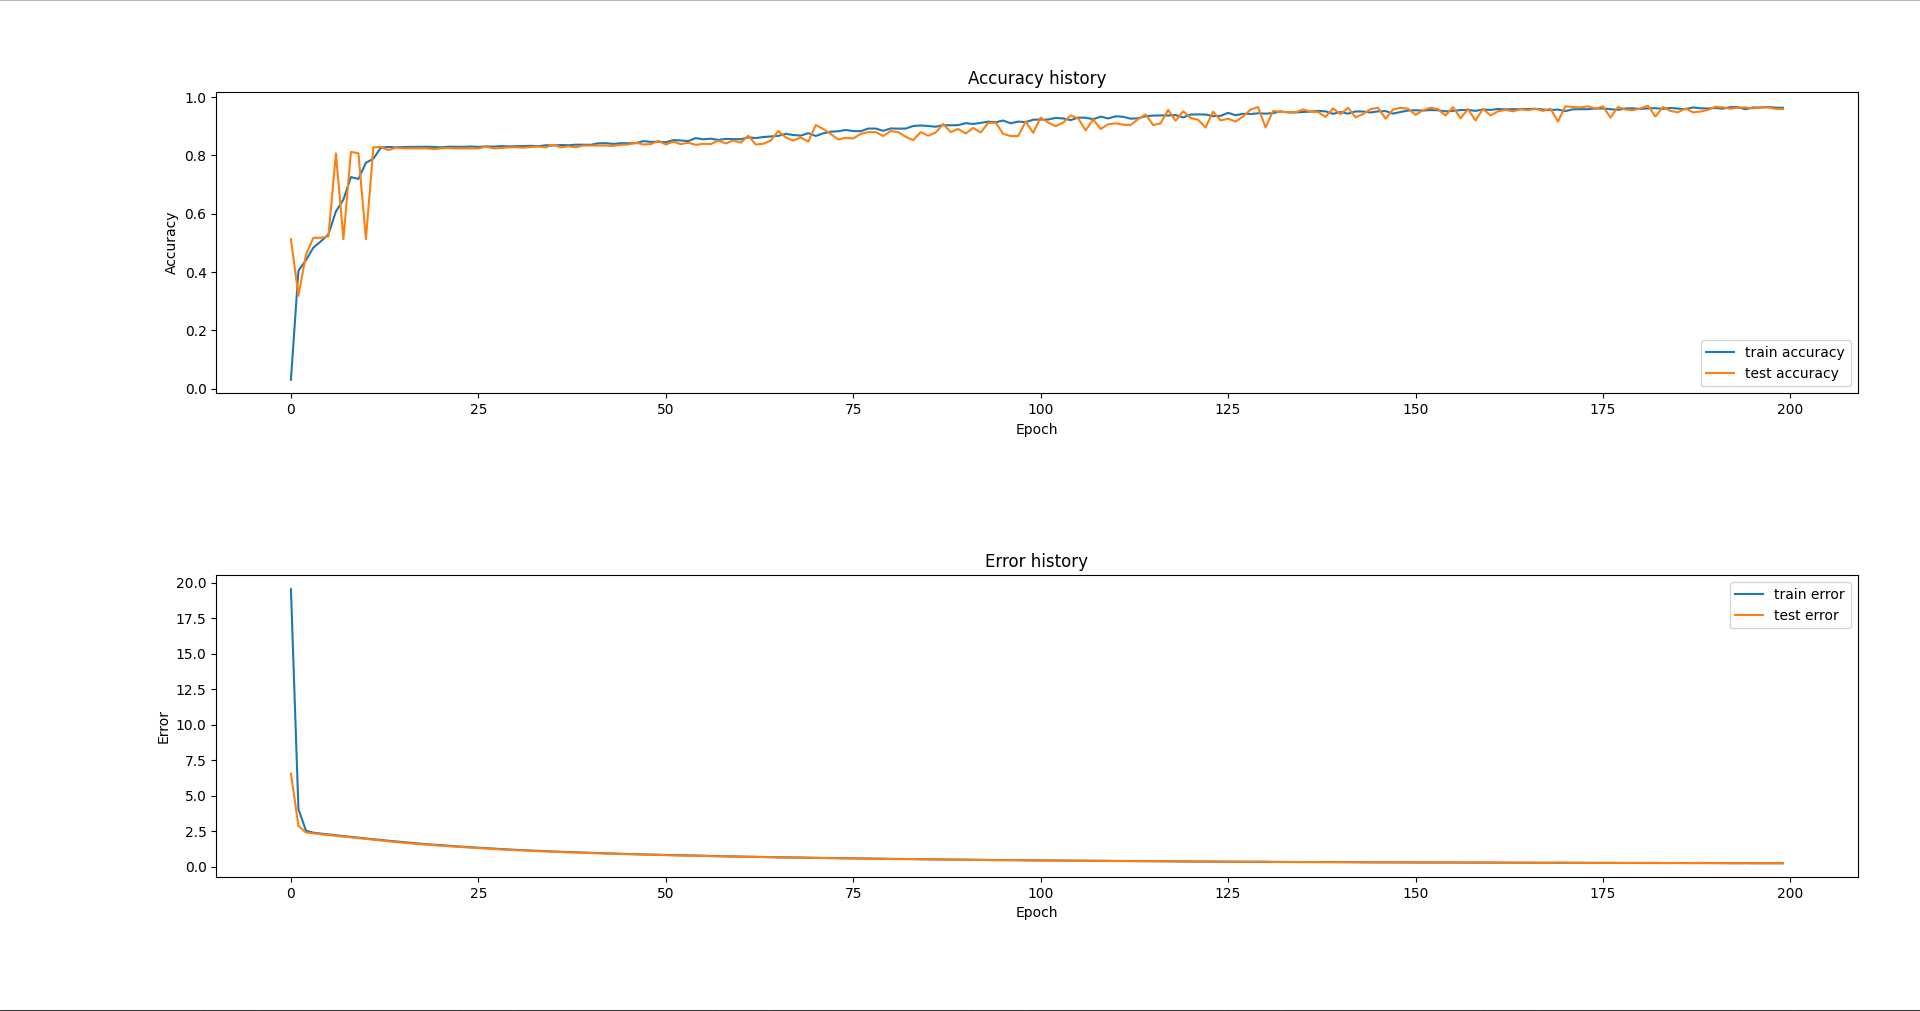 Accuracy history
1.0
0.8
0.6
0.4
0.2
0.0
Accuracy
train accuracy
test accuracy
0 25 50 75 100 125 150 175 200
Epoch
Error history
20.0
17.5
15.0
12.5
10.0
7.5
5.0
2.5
0.0
Error
train error
test error
0 25 50 75 100 125 150 175 200
Epoch